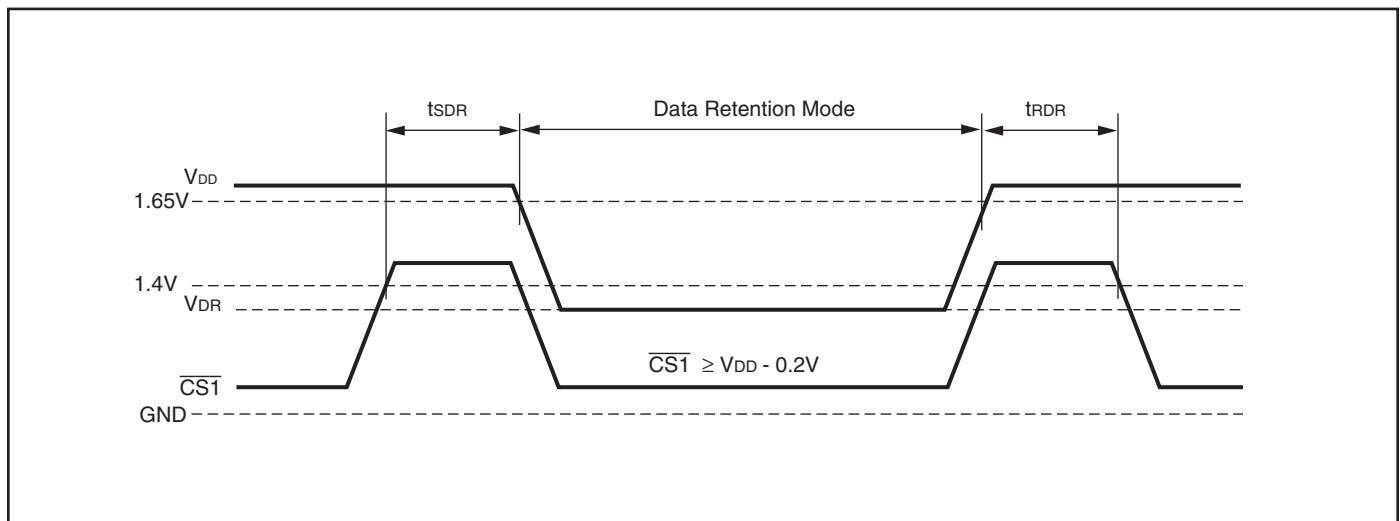 tSDR Data Retention Mode tRDR
VDD
1.65V
1.4V
VDR
CS1 ≥ VDD - 0.2V
CS1
GND